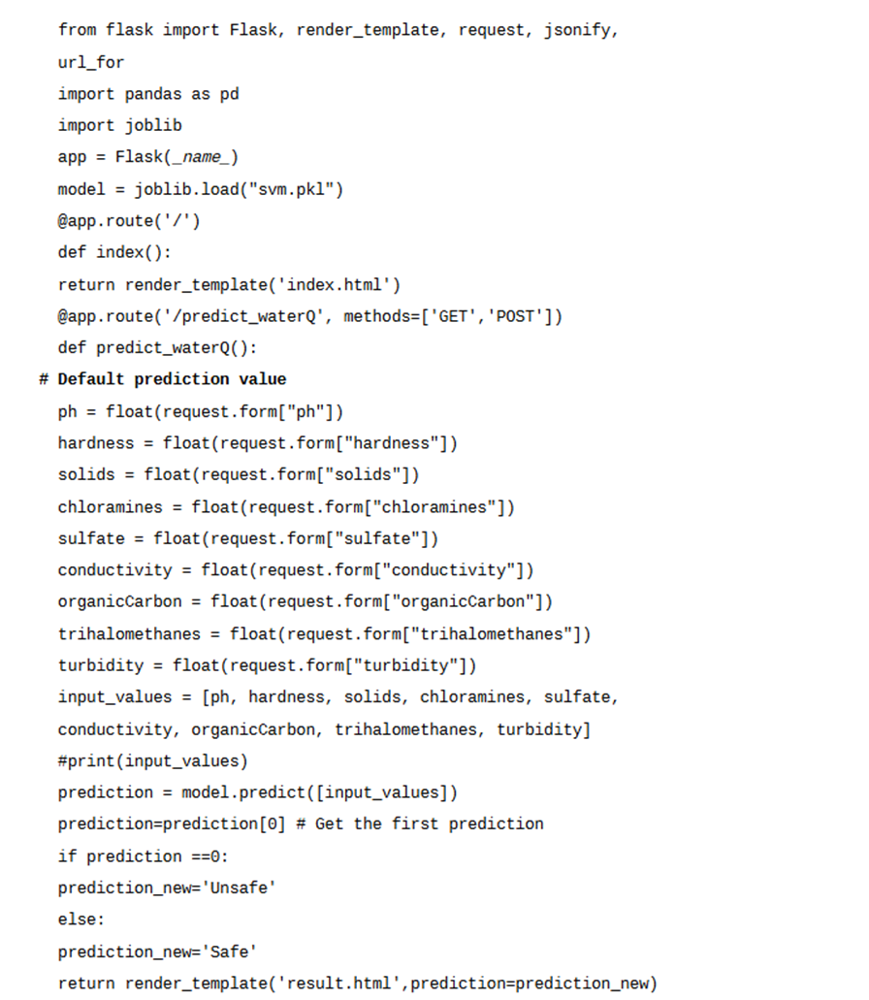 from flask import Flask, render_template, request, jsonify,
url_for
import pandas as pd
import joblib
app = Flask(_name_)
model = joblib.load("svm.pkl")
@app.route('/')
def index():
return render_template('index.html')
@app.route('/predict_waterQ', methods=['GET','POST'])
def predict_waterQ():
# Default prediction value
ph = float(request.form["ph"])
hardness = float(request.form["hardness"])
solids = float(request.form["solids"])
chloramines = float(request.form["chloramines"])
sulfate = float(request.form["sulfate"])
conductivity = float(request.form["conductivity"])
organicCarbon = float(request.form["organicCarbon"])
trihalomethanes = float(request.form["trihalomethanes"])
turbidity = float(request.form["turbidity"])
input_values = [ph, hardness, solids, chloramines, sulfate,
conductivity, organicCarbon, trihalomethanes, turbidity]
#print(input_values)
prediction = model.predict([input_values])
prediction=prediction[0] # Get the first prediction
if prediction ==0:
prediction_new='Unsafe'
else:
prediction_new='Safe'
return render_template('result.html',prediction=prediction_new)